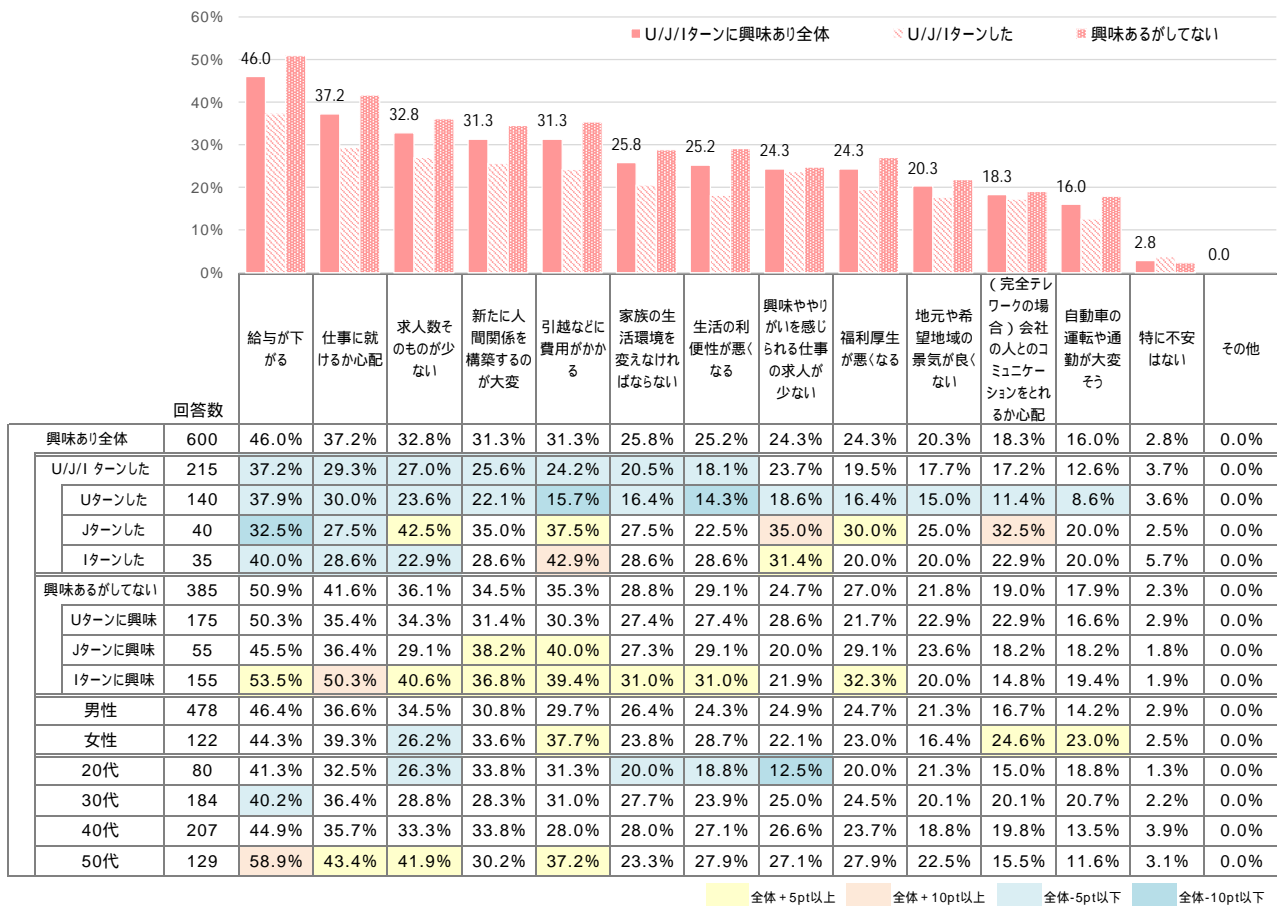 60%
■U/J/Iターンに興味あり全体 U/J/Iターンした 興味あるがしてない
50%
40%
30%
20%
10%
0%
46.0 37.2 32.8 31.3 31.3 25.8 25.2 24.3 24.3 20.3 18.3 16.0 2.8 0.0
給与が下
がる
仕事に就
けるか心配
求人数そ
のものが少
ない
新たに人
間関係を
構築するの
が大変
引越などに
費用がかか
る
家族の生
活環境を
変えなけれ
ばならない
生活の利
便性が悪く
なる
興味ややり
がいを感じ
られる仕事
の求人が
少ない
福利厚生
が悪くなる
地元や希
望地域の
景気が良く
ない
(完全テレ
ワークの場
合)会社
の人とのコ
ミュニケー
ションをとれ
るか心配
自動車の
運転や通
勤が大変
そう
特に不安
はない
その他
回答数
興味あり全体 600 46.0% 37.2% 32.8% 31.3% 31.3% 25.8% 25.2% 24.3% 24.3% 20.3% 18.3% 16.0% 2.8% 0.0%
U/J/I ターンした 215 37.2% 29.3% 27.0% 25.6% 24.2% 20.5% 18.1% 23.7% 19.5% 17.7% 17.2% 12.6% 3.7% 0.0%
Uターンした 140 37.9% 30.0% 23.6% 22.1% 15.7% 16.4% 14.3% 18.6% 16.4% 15.0% 11.4% 8.6% 3.6% 0.0%
Jターンした 40 32.5% 27.5% 42.5% 35.0% 37.5% 27.5% 22.5% 35.0% 30.0% 25.0% 32.5% 20.0% 2.5% 0.0%
Iターンした 35 40.0% 28.6% 22.9% 28.6% 42.9% 28.6% 28.6% 31.4% 20.0% 20.0% 22.9% 20.0% 5.7% 0.0%
興味あるがしてない 385 50.9% 41.6% 36.1% 34.5% 35.3% 28.8% 29.1% 24.7% 27.0% 21.8% 19.0% 17.9% 2.3% 0.0%
Uターンに興味 175 50.3% 35.4% 34.3% 31.4% 30.3% 27.4% 27.4% 28.6% 21.7% 22.9% 22.9% 16.6% 2.9% 0.0%
Jターンに興味 55 45.5% 36.4% 29.1% 38.2% 40.0% 27.3% 29.1% 20.0% 29.1% 23.6% 18.2% 18.2% 1.8% 0.0%
Iターンに興味 155 53.5% 50.3% 40.6% 36.8% 39.4% 31.0% 31.0% 21.9% 32.3% 20.0% 14.8% 19.4% 1.9% 0.0%
男性 478 46.4% 36.6% 34.5% 30.8% 29.7% 26.4% 24.3% 24.9% 24.7% 21.3% 16.7% 14.2% 2.9% 0.0%
女性 122 44.3% 39.3% 26.2% 33.6% 37.7% 23.8% 28.7% 22.1% 23.0% 16.4% 24.6% 23.0% 2.5% 0.0%
20代 80 41.3% 32.5% 26.3% 33.8% 31.3% 20.0% 18.8% 12.5% 20.0% 21.3% 15.0% 18.8% 1.3% 0.0%
30代 184 40.2% 36.4% 28.8% 28.3% 31.0% 27.7% 23.9% 25.0% 24.5% 20.1% 20.1% 20.7% 2.2% 0.0%
40代 207 44.9% 35.7% 33.3% 33.8% 28.0% 28.0% 27.1% 26.6% 23.7% 18.8% 19.8% 13.5% 3.9% 0.0%
50代 129 58.9% 43.4% 41.9% 30.2% 37.2% 23.3% 27.9% 27.1% 27.9% 22.5% 15.5% 11.6% 3.1% 0.0%
全体+5pt以上 全体+10pt以上 全体-5pt以下 全体-10pt以下